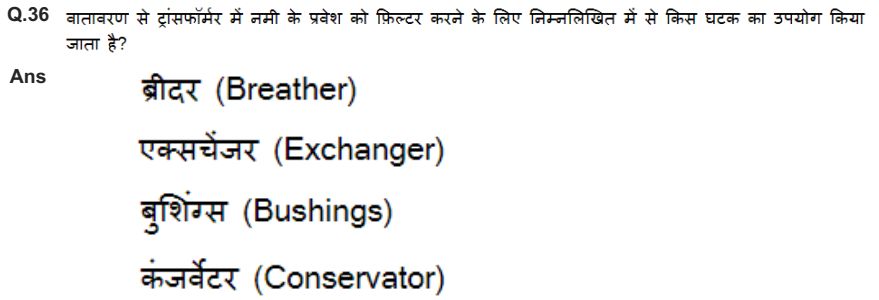 Q.36 वातावरण से ट्रांसफॉर्मर में नमी के प्रवेश को फ़िल्टर करने के लिए निम्नलिखित में से किस घटक का उपयोग किया
जाता है?
Ans
ब्रीदर (Breather)
एक्सचेंजर (Exchanger)
बुशिंग्स (Bushings)
कंजर्वेटर (Conservator)